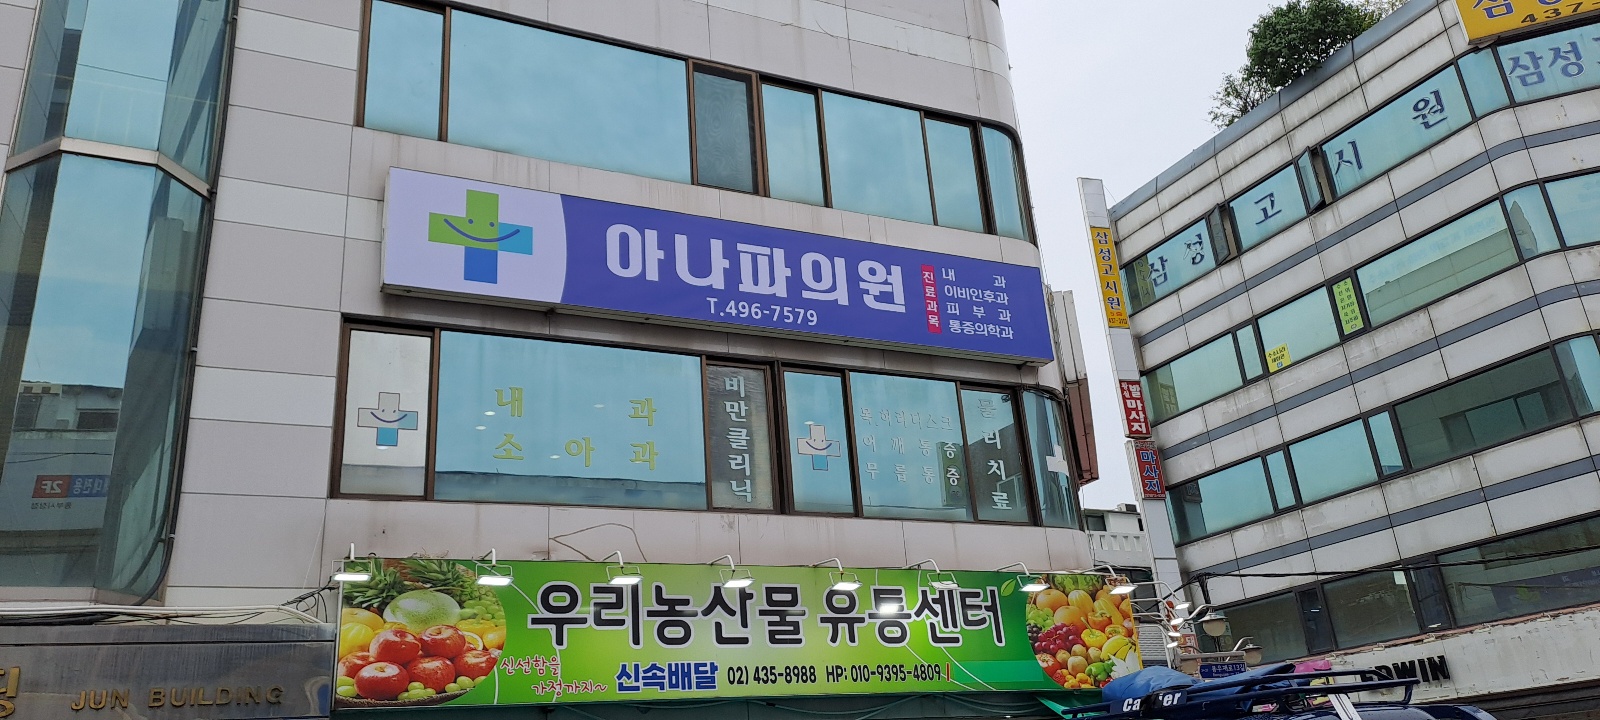 아나파의원
T.496-7579
진료과목
내 과
이비인후과
피 부 과
통증의학과
내 과
소 아 과
비만클리닉
목,허리디스크
어깨통증
무릎통증
물리치료
우리농산물 유통센터
신선함을
가정까지~
신속배달 02) 435-8988 HP: 010-9395-4809
JUN BUILDING
2F
삼성고시원
437-
삼성고시원
삼성고
발마사지
마사지
Carrier